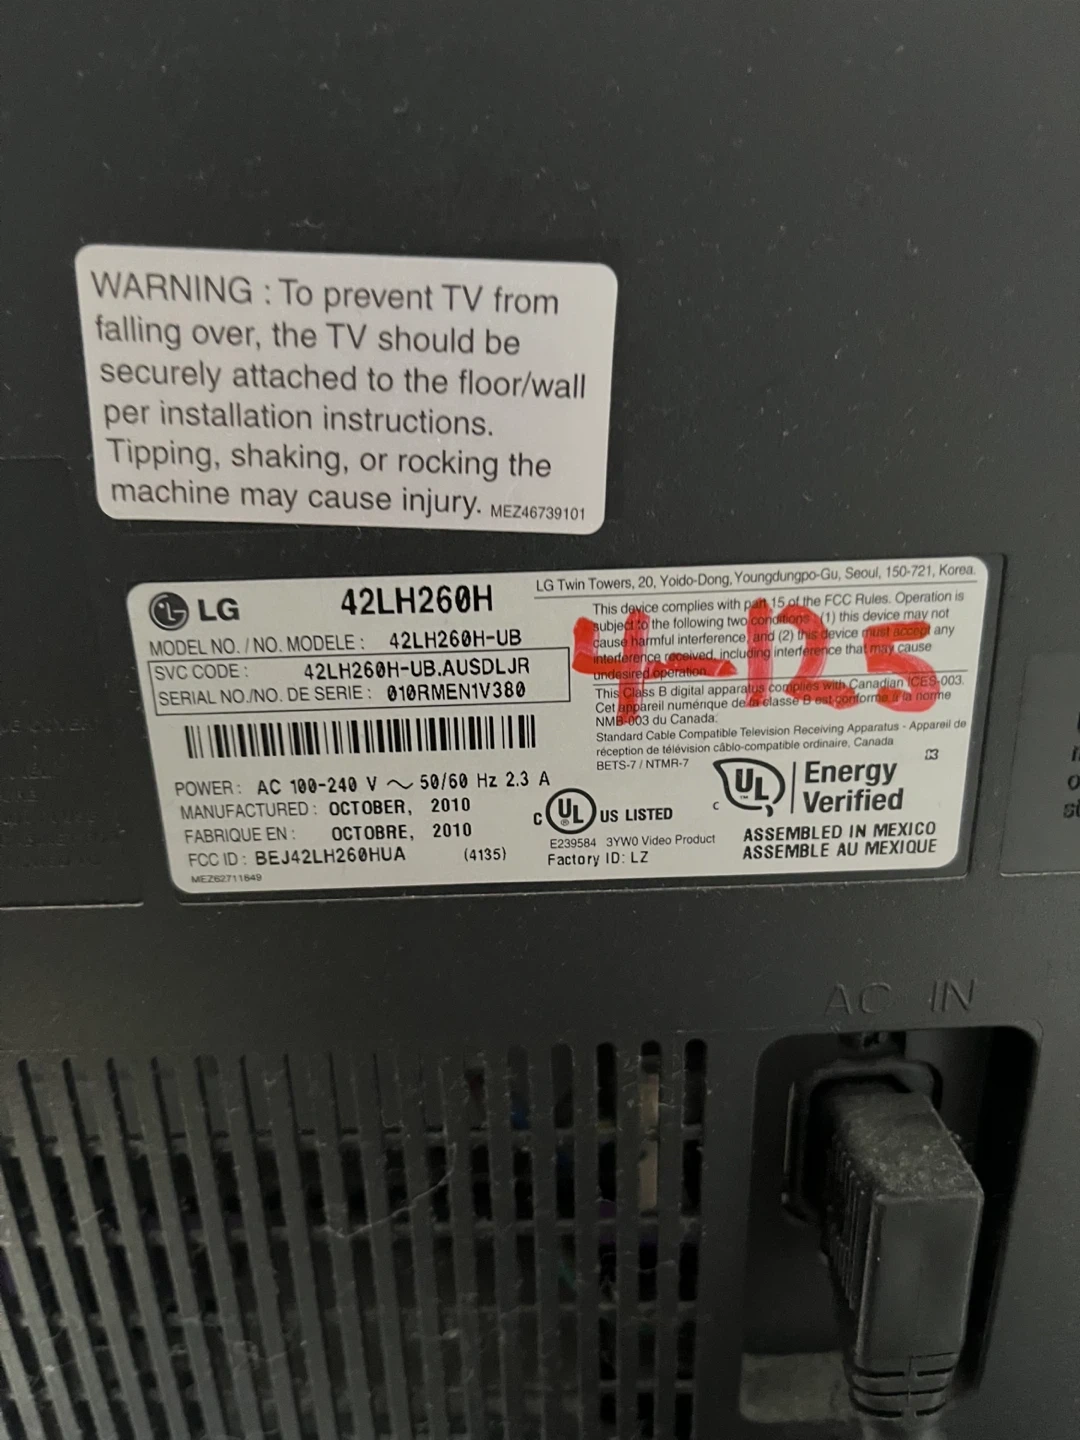 WARNING : To prevent TV from
falling over, the TV should be
securely attached to the floor/wall
per installation instructions.
Tipping, shaking, or rocking the
machine may cause injury. MEZ46739101
LG
42LH260H
MODEL NO. / NO. MODELE : 42LH260H-UB
SVC CODE : 42LH260H-UB.AUSDLJR
SERIAL NO./NO. DE SERIE : 010RMEN1V380
POWER : AC 100-240 V ～ 50/60 Hz 2.3 A
MANUFACTURED : OCTOBER, 2010
FABRIQUE EN : OCTOBRE, 2010
FCC ID : BEJ42LH260HUA (4135)
MEZ62711649
LG Twin Towers, 20, Yoido-Dong, Youngdungpo-Gu, Seoul, 150-721, Korea.
This device complies with part 15 of the FCC Rules. Operation is
subject to the following two conditions : (1) this device may not
cause harmful interference, and (2) this device must accept any
interference received, including interference that may cause
undesired operation.
This Class B digital apparatus complies with Canadian ICES-003.
Cet appareil numérique de la classe B est conforme à la norme
NMB-003 du Canada.
Standard Cable Compatible Television Receiving Apparatus - Appareil de
réception de télévision câblo-compatible ordinaire, Canada
BETS-7 / NTMR-7
03
C UL ® US LISTED
E239584 3YW0 Video Product
Factory ID: LZ
C UL Energy
Verified
ASSEMBLED IN MEXICO
ASSEMBLE AU MEXIQUE
AC IN